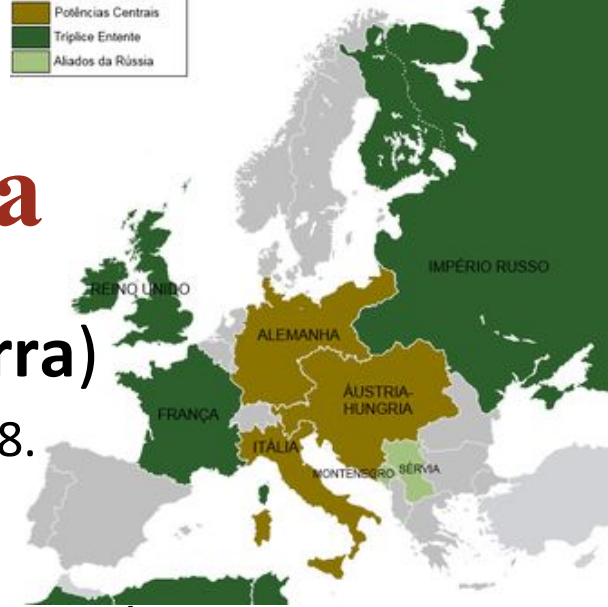 Potências Centrais
Tríplice Entente
Aliados da Rússia
a
IMPÉRIO RUSSO
REINO UNIDO
rra)
ALEMANHA
ÁUSTRIA-
HUNGRIA
FRANÇA
8.
ITÁLIA
MONTENEGRO
SÉRVIA